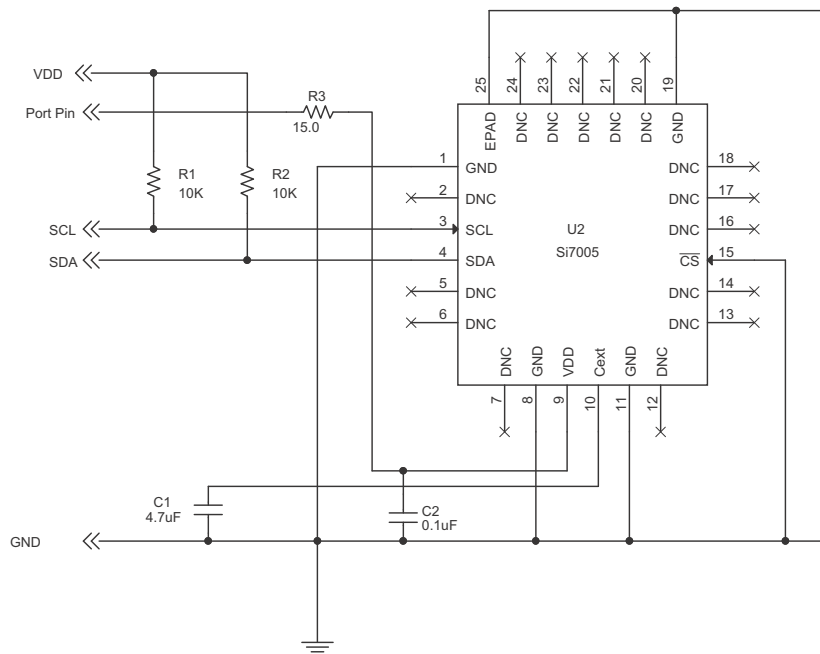 VDD
Port Pin
R3
15.0
R1
10K
R2
10K
SCL
SDA
GND
25
24
23
22
21
20
19
EPAD
DNC
DNC
DNC
DNC
DNC
GND
1
GND
2
DNC
3
SCL
4
SDA
5
DNC
6
DNC
U2
Si7005
DNC
18
DNC
17
DNC
16
CS
15
DNC
14
DNC
13
DNC
GND
VDD
Cext
GND
DNC
7
8
9
10
11
12
C1
4.7uF
C2
0.1uF